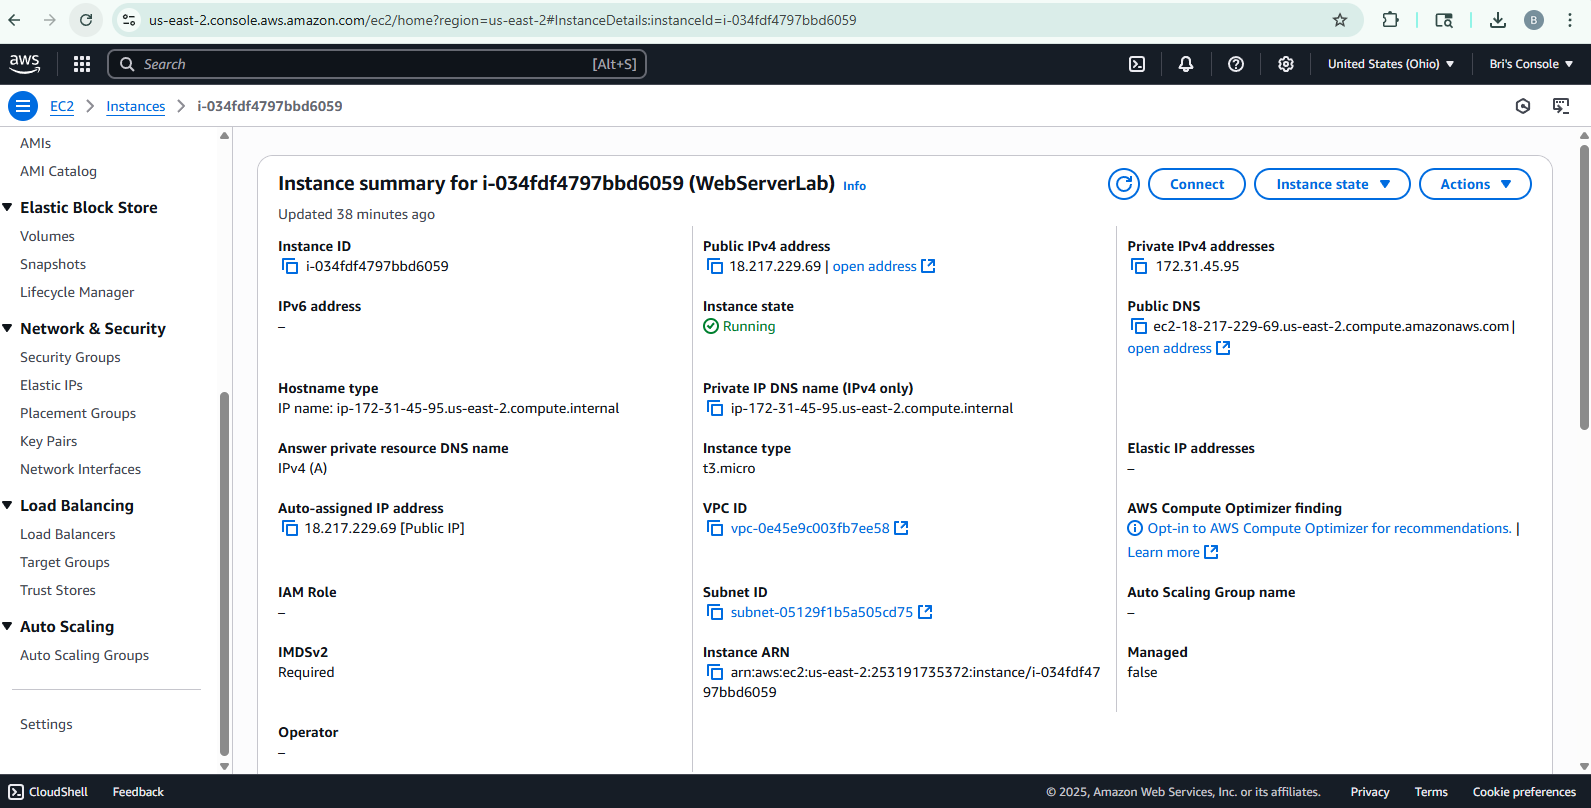 us-east-2.console.aws.amazon.com/ec2/home?region=us-east-2#InstanceDetails:instanceId=i-034fdf4797bbd6059
B
aws
Search
[Alt+S]
United States (Ohio)
Bri's Console
EC2
Instances
i-034fdf4797bbd6059
AMIs
AMI Catalog
Elastic Block Store
Volumes
Snapshots
Lifecycle Manager
Network & Security
Security Groups
Elastic IPs
Placement Groups
Key Pairs
Network Interfaces
Load Balancing
Load Balancers
Target Groups
Trust Stores
Auto Scaling
Auto Scaling Groups
Settings
Instance summary for i-034fdf4797bbd6059 (WebServerLab) Info
Updated 38 minutes ago
Connect
Instance state
Actions
Instance ID
i-034fdf4797bbd6059
Public IPv4 address
18.217.229.69 | open address
Private IPv4 addresses
172.31.45.95
IPv6 address
–
Instance state
Running
Public DNS
ec2-18-217-229-69.us-east-2.compute.amazonaws.com |
open address
Hostname type
IP name: ip-172-31-45-95.us-east-2.compute.internal
Private IP DNS name (IPv4 only)
ip-172-31-45-95.us-east-2.compute.internal
Answer private resource DNS name
IPv4 (A)
Instance type
t3.micro
Elastic IP addresses
–
Auto-assigned IP address
18.217.229.69 [Public IP]
VPC ID
vpc-0e45e9c003fb7ee58
AWS Compute Optimizer finding
Opt-in to AWS Compute Optimizer for recommendations. |
Learn more
IAM Role
–
Subnet ID
subnet-05129f1b5a505cd75
Auto Scaling Group name
–
IMDSv2
Required
Instance ARN
arn:aws:ec2:us-east-2:253191735372:instance/i-034fdf47
97bbd6059
Managed
false
Operator
–
CloudShell
Feedback
© 2025, Amazon Web Services, Inc. or its affiliates.
Privacy
Terms
Cookie preferences